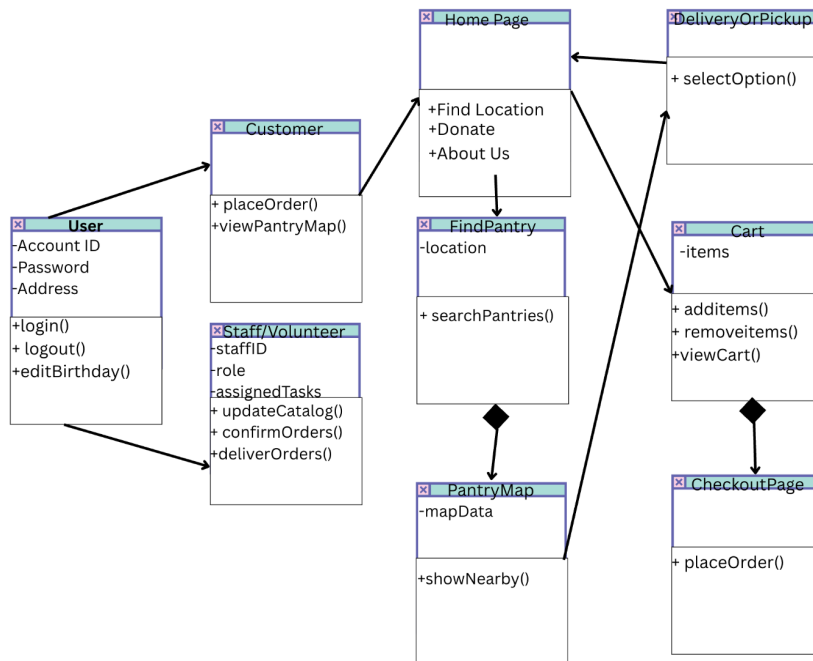 Home Page
+Find Location
+Donate
+About Us
DeliveryOrPickup
+ selectOption()
Customer
+ placeOrder()
+viewPantryMap()
User
-Account ID
-Password
-Address
+login()
+ logout()
+editBirthday()
FindPantry
-location
+ searchPantries()
Cart
-items
+ additems()
+ removeitems()
+viewCart()
Staff/Volunteer
-staffID
-role
-assignedTasks
+ updateCatalog()
+ confirmOrders()
+deliverOrders()
PantryMap
-mapData
+showNearby()
CheckoutPage
+ placeOrder()